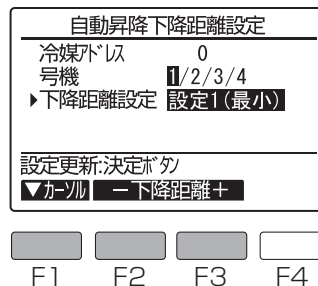 自動昇降下降距離設定
冷媒ｱﾄﾞﾚｽ 0
号機 1/2/3/4
▶下降距離設定 設定1(最小)
設定更新:決定ﾎﾞﾀﾝ
▼ｶｰｿﾙ －下降距離＋
F1 F2 F3 F4